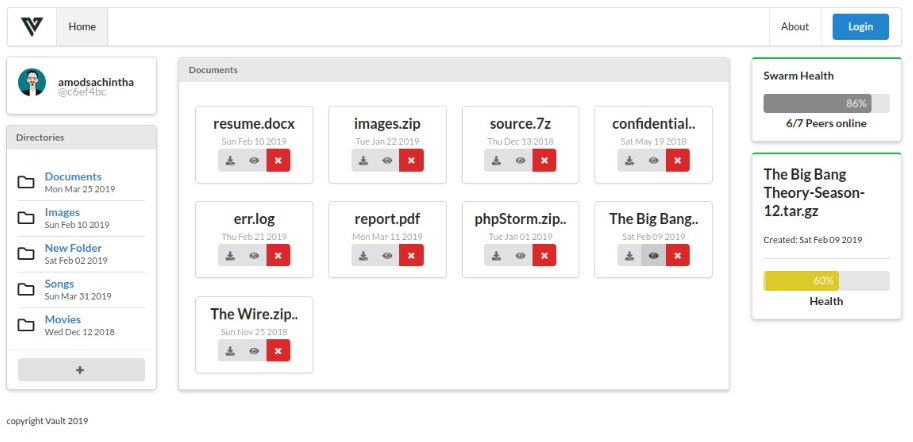 Home
About
Login
amodsachintha
@c6ef4bc
Directories
Documents
Mon Mar 25 2019
Images
Sun Feb 10 2019
New Folder
Sat Feb 02 2019
Songs
Sun Mar 31 2019
Movies
Wed Dec 12 2018
+
Documents
resume.docx
Sun Feb 10 2019
images.zip
Tue Jan 22 2019
source.7z
Thu Dec 13 2018
confidential..
Sat May 19 2018
err.log
Thu Feb 21 2019
report.pdf
Mon Mar 11 2019
phpStorm.zip..
Tue Jan 01 2019
The Big Bang..
Sat Feb 09 2019
The Wire.zip..
Sun Nov 25 2018
Swarm Health
86%
6/7 Peers online
The Big Bang
Theory-Season-
12.tar.gz
Created: Sat Feb 09 2019
60%
Health
copyright Vault 2019